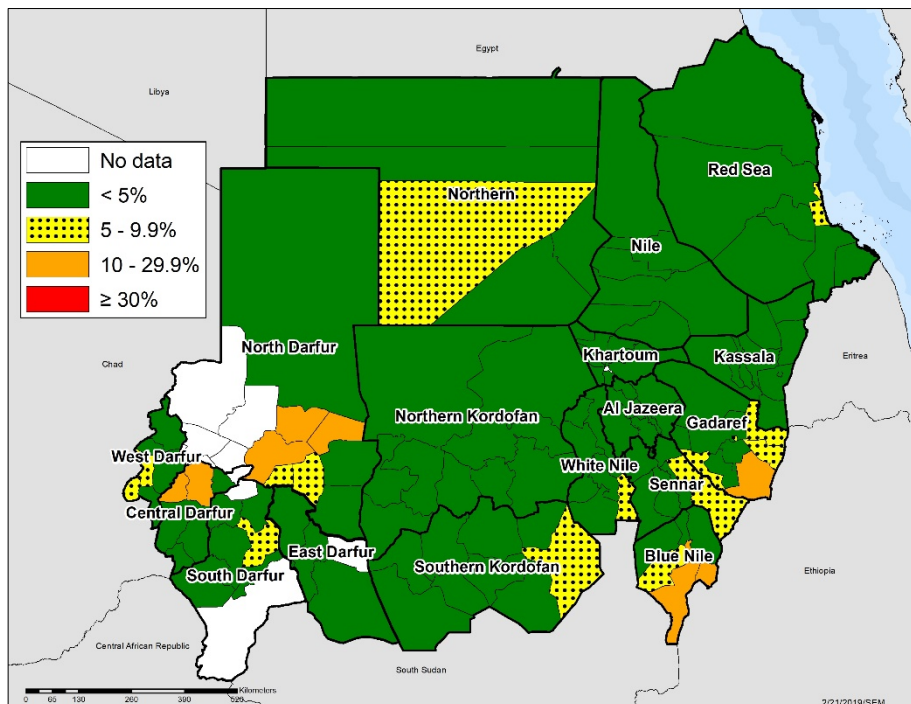 Egypt
Libya
No data
< 5%
5 - 9.9%
10 - 29.9%
≥ 30%
Red Sea
Northern
Nile
North Darfur
Khartoum
Kassala
Chad
Eritrea
Northern Kordofan
Al Jazeera
Gadaref
West Darfur
White Nile
Sennar
Central Darfur
East Darfur
Blue Nile
South Darfur
Southern Kordofan
Ethiopia
Central African Republic
South Sudan
Kilometers
0 65 130 260 390 520
2/21/2019/SEM